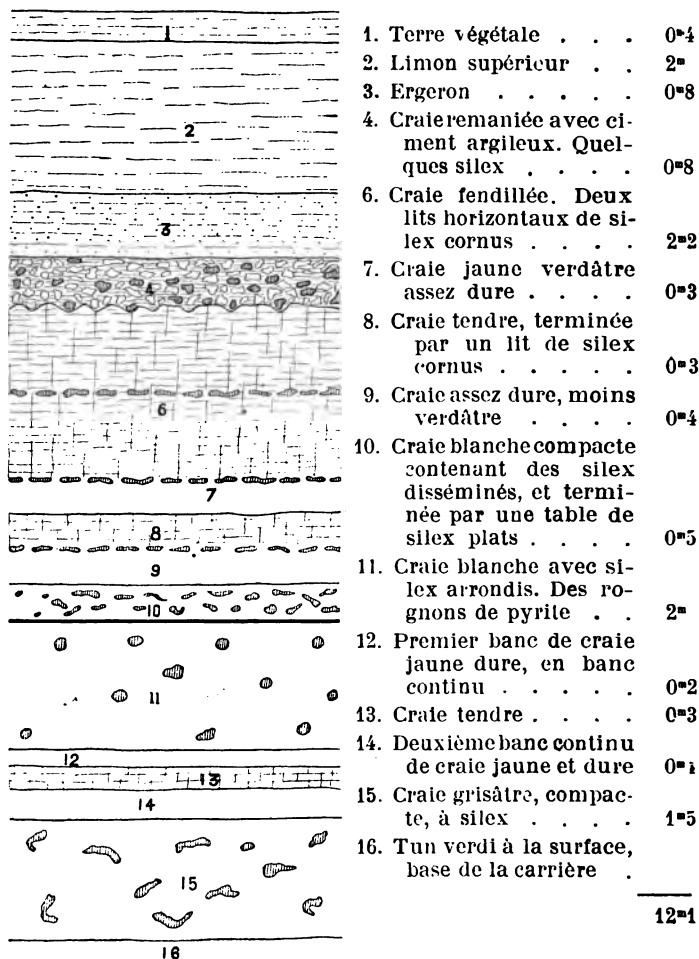 1
2
3
4
6
7
8
9
10
11
12
13
14
15
16
1. Terre végétale . . . 0ᵐ4
2. Limon supérieur . . 2ᵐ
3. Ergeron . . . . . 0ᵐ8
4. Craie remaniée avec ci-
ment argileux. Quel-
ques silex . . . . 0ᵐ8
6. Craie fendillée. Deux
lits horizontaux de si-
lex cornus . . . . 2ᵐ2
7. Craie jaune verdâtre
assez dure . . . . 0ᵐ3
8. Craie tendre, terminée
par un lit de silex
cornus . . . . . 0ᵐ3
9. Craie assez dure, moins
verdâtre . . . . 0ᵐ4
10. Craie blanche compacte
contenant des silex
disséminés, et termi-
née par une table de
silex plats . . . . 0ᵐ5
11. Craie blanche avec si-
lex arrondis. Des ro-
gnons de pyrite . . 2ᵐ
12. Premier banc de craie
jaune dure, en banc
continu . . . . . 0ᵐ2
13. Craie tendre . . . . 0ᵐ3
14. Deuxième banc continu
de craie jaune et dure
15. Craie grisâtre, compac-
te, à silex . . . . 1ᵐ5
16. Tun verdi à la surface,
base de la carrière .
12ᵐ1